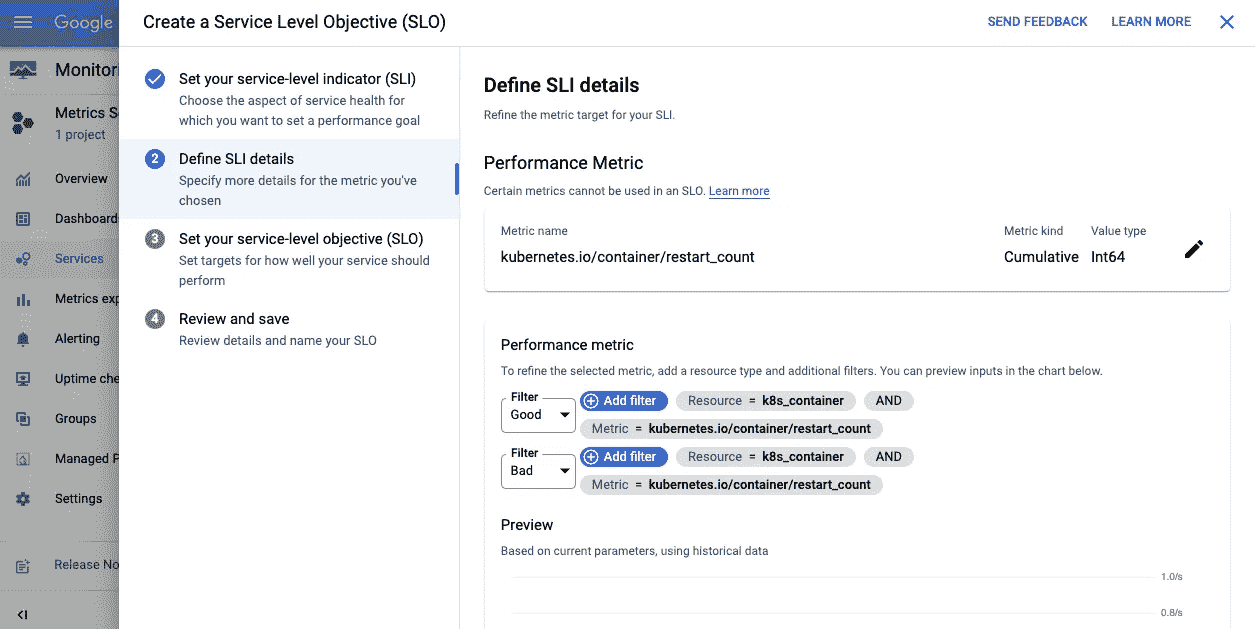 Google
Create a Service Level Objective (SLO)
SEND FEEDBACK
LEARN MORE
Monitori
Metrics S
1 project
Overview
Dashboards
Services
Metrics exp
Alerting
Uptime che
Groups
Managed P
Settings
Release No
Set your service-level indicator (SLI)
Choose the aspect of service health for
which you want to set a performance goal
2
Define SLI details
Specify more details for the metric you've
chosen
3
Set your service-level objective (SLO)
Set targets for how well your service should
perform
4
Review and save
Review details and name your SLO
Define SLI details
Refine the metric target for your SLI.
Performance Metric
Certain metrics cannot be used in an SLO. Learn more
Metric name
Metric kind
Value type
kubernetes.io/container/restart_count
Cumulative
Int64
Performance metric
To refine the selected metric, add a resource type and additional filters. You can preview inputs in the chart below.
Filter
Good
Add filter
Resource = k8s_container
AND
Metric = kubernetes.io/container/restart_count
Filter
Bad
Add filter
Resource = k8s_container
AND
Metric = kubernetes.io/container/restart_count
Preview
Based on current parameters, using historical data
1.0/s
0.8/s